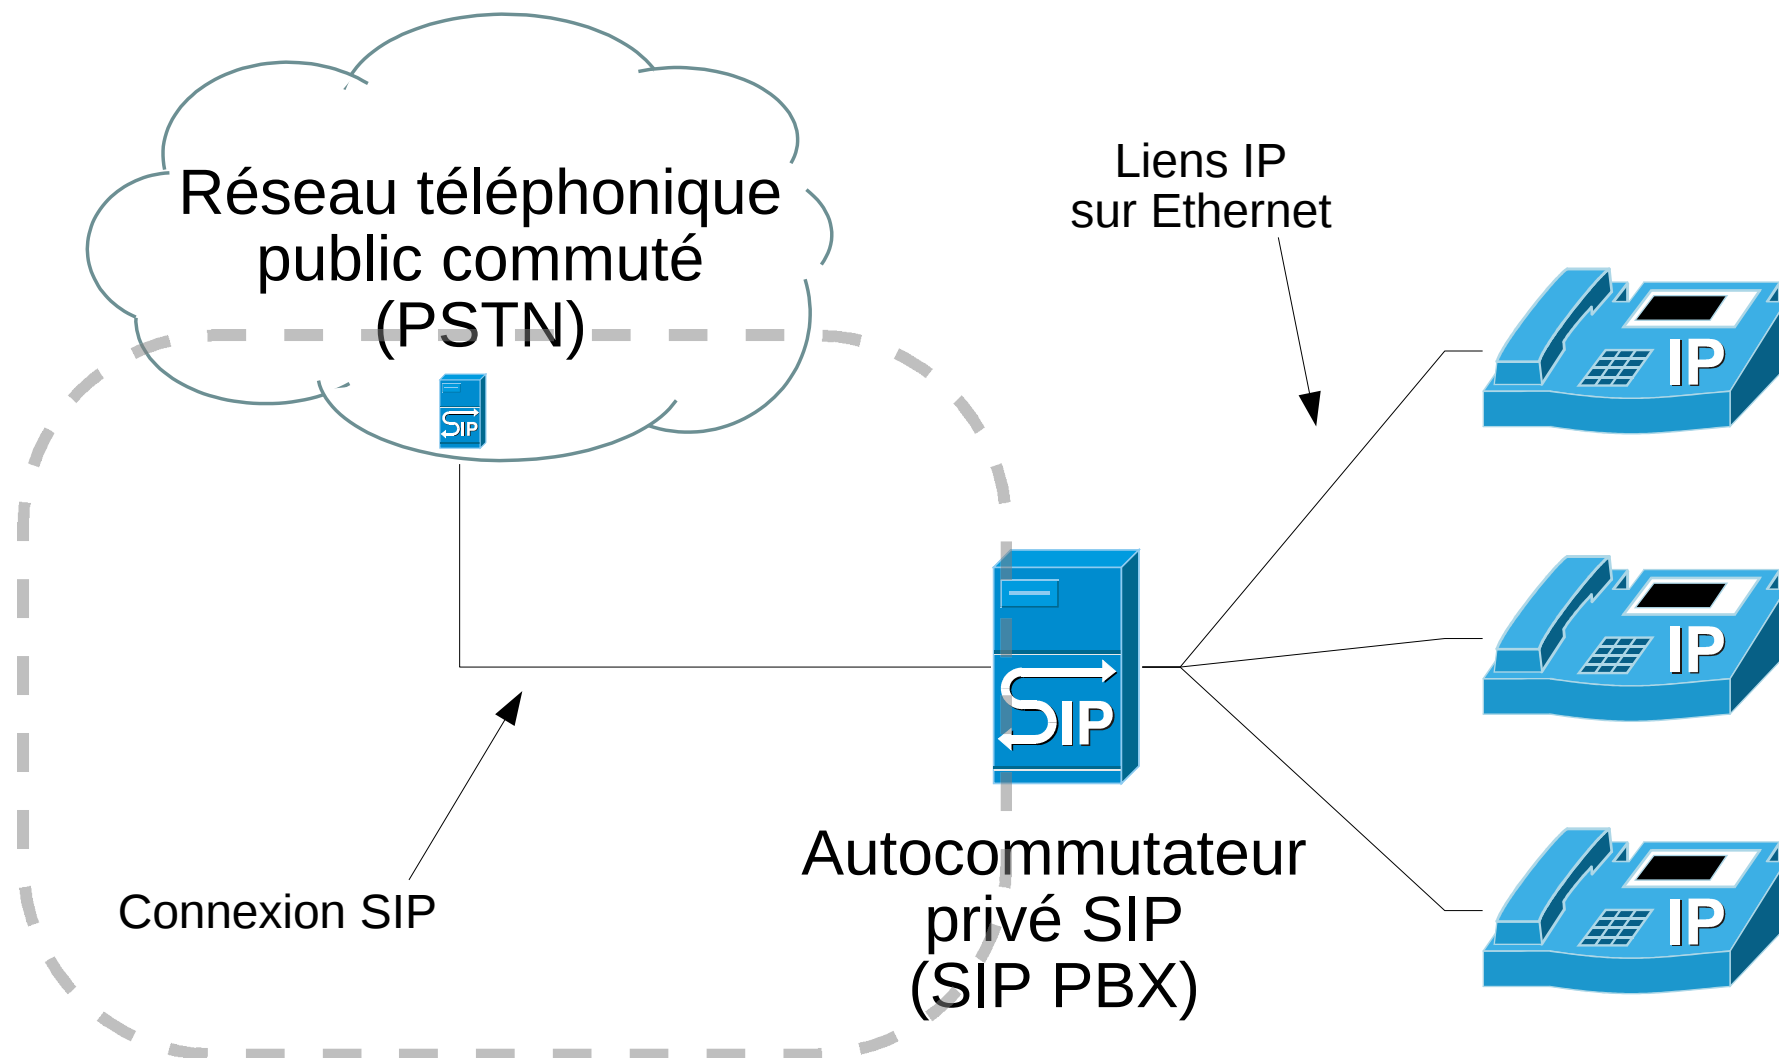 Réseau téléphonique
public commuté
(PSTN)
SIP
Liens IP
sur Ethernet
IP
IP
IP
SIP
Connexion SIP
Autocommutateur
privé SIP
(SIP PBX)